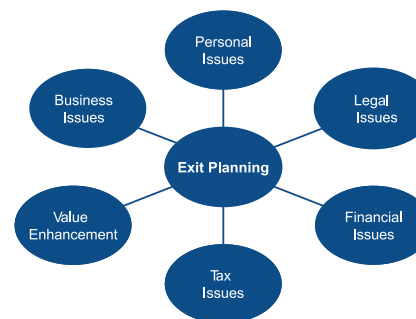 Personal
Issues
Business
Issues
Legal
Issues
Exit Planning
Value
Enhancement
Financial
Issues
Tax
Issues